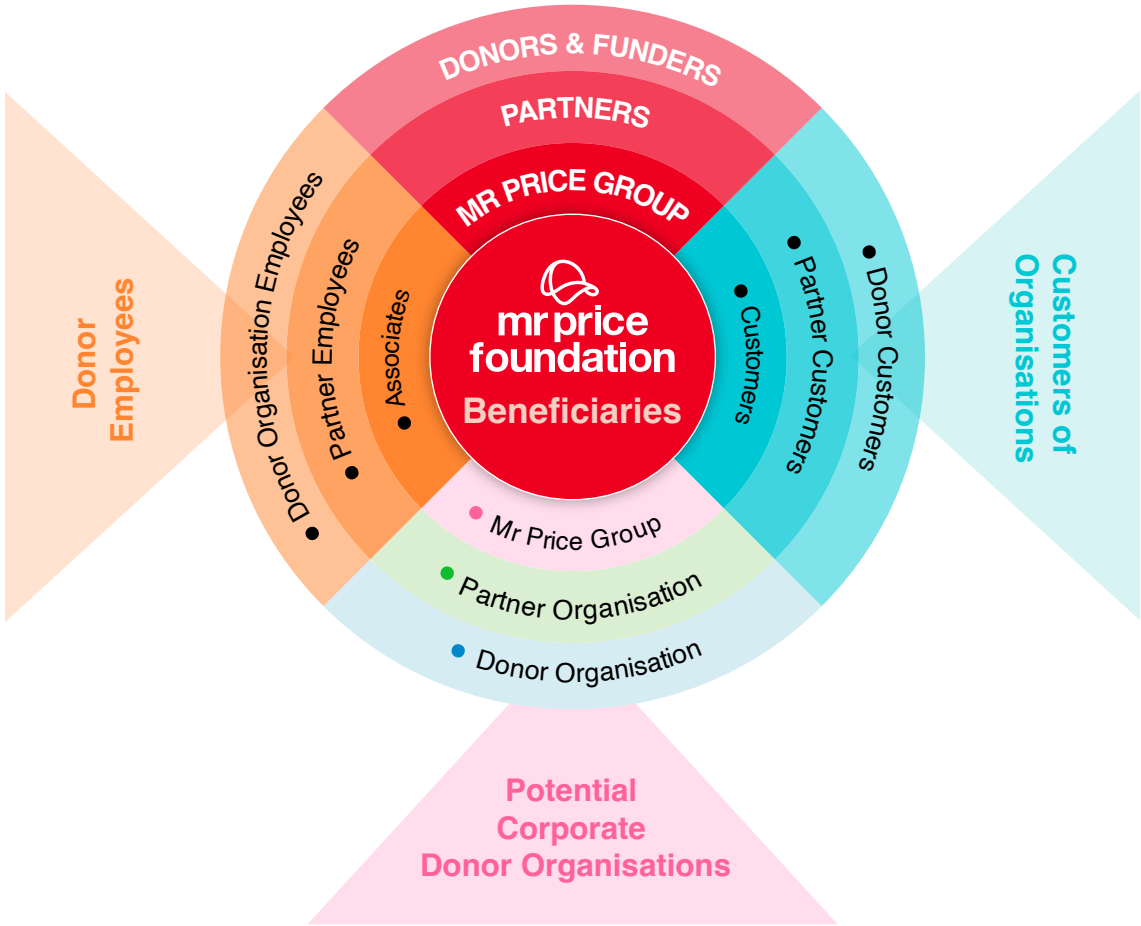 DONORS & FUNDERS
PARTNERS
MR PRICE GROUP
mr price
foundation
Beneficiaries
Donor
Employees
Donor Organisation Employees
Partner Employees
Associates
Customers
Partner Customers
Donor Customers
Customers of
Organisations
Mr Price Group
Partner Organisation
Donor Organisation
Potential
Corporate
Donor Organisations